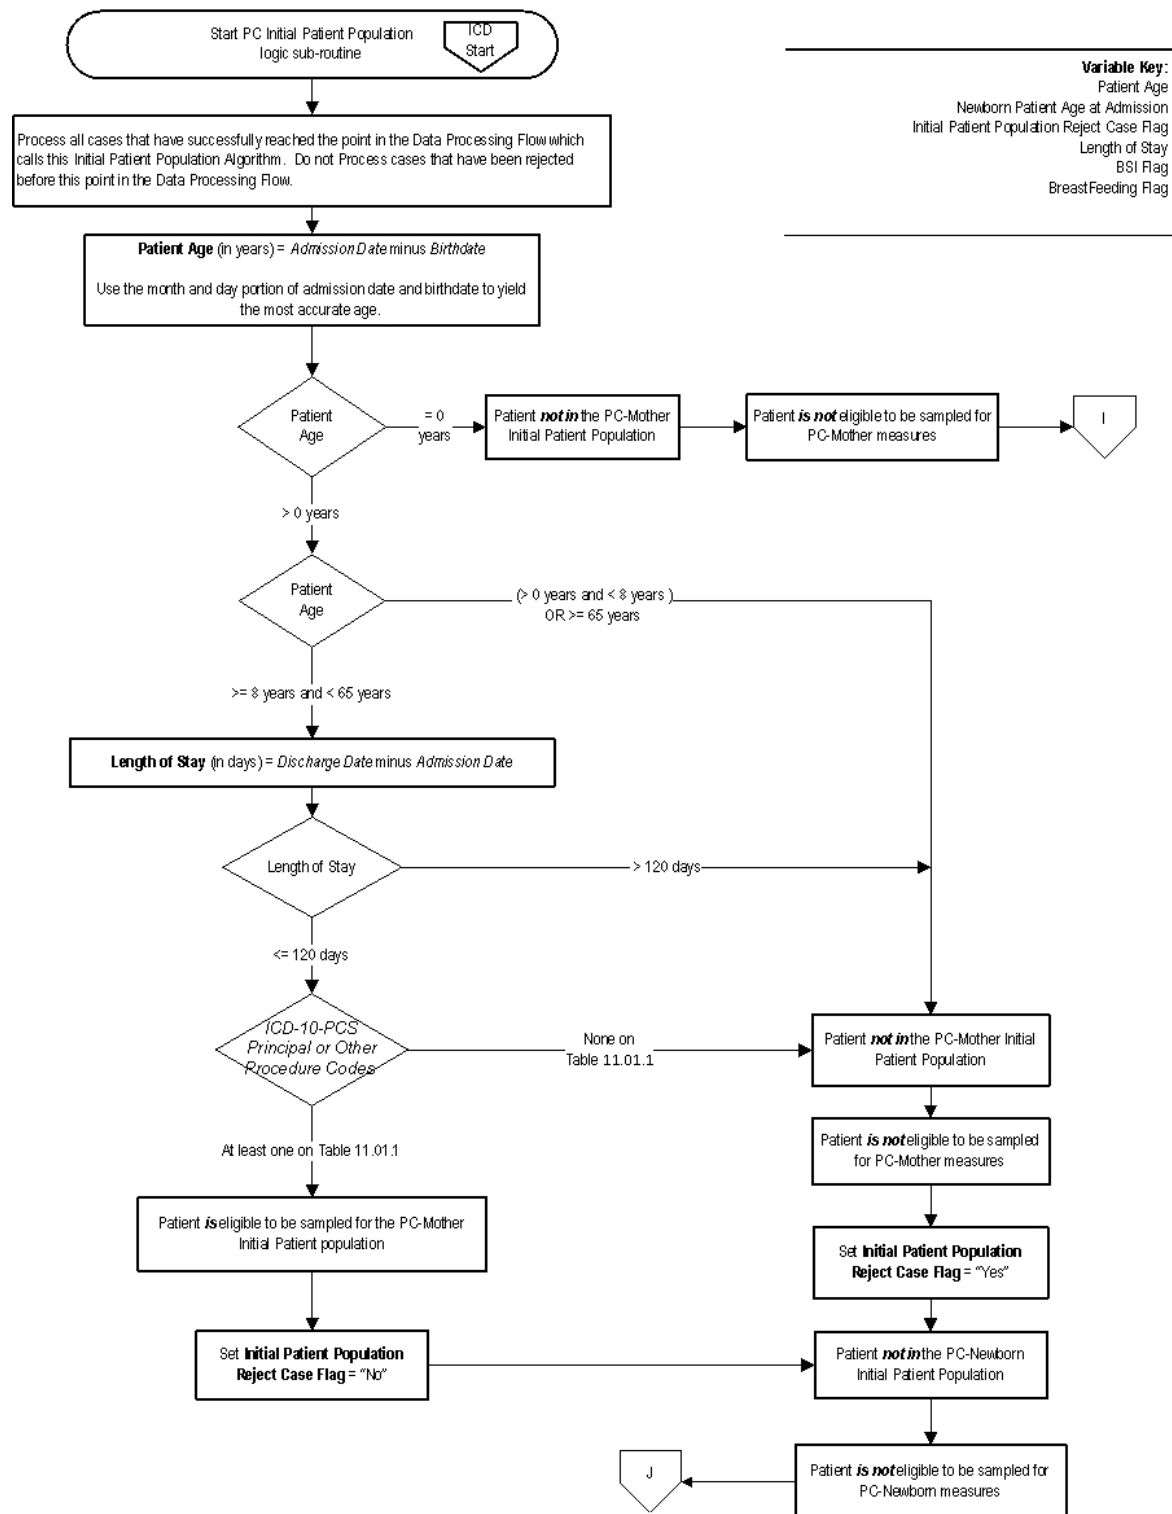 Start PC Initial Patient Population
logic sub-routine
ICD
Start
Variable Key:
Patient Age
Newborn Patient Age at Admission
Initial Patient Population Reject Case Flag
Length of Stay
BSI Flag
BreastFeeding Flag
Process all cases that have successfully reached the point in the Data Processing Flow which
calls this Initial Patient Population Algorithm. Do not Process cases that have been rejected
before this point in the Data Processing Flow.
Patient Age (in years) = Admission Date minus Birthdate
Use the month and day portion of admission date and birthdate to yield
the most accurate age.
Patient
Age
= 0
years
Patient not in the PC-Mother
Initial Patient Population
Patient is not eligible to be sampled for
PC-Mother measures
I
> 0 years
Patient
Age
(> 0 years and < 8 years )
OR >= 65 years
>= 8 years and < 65 years
Length of Stay (in days) = Discharge Date minus Admission Date
Length of Stay
> 120 days
<= 120 days
ICD-10-PCS
Principal or Other
Procedure Codes
None on
Table 11.01.1
Patient not in the PC-Mother Initial
Patient Population
At least one on Table 11.01.1
Patient is not eligible to be sampled
for PC-Mother measures
Patient is eligible to be sampled for the PC-Mother
Initial Patient population
Set Initial Patient Population
Reject Case Flag = "Yes"
Set Initial Patient Population
Reject Case Flag = "No"
Patient not in the PC-Newborn
Initial Patient Population
J
Patient is not eligible to be sampled for
PC-Newborn measures